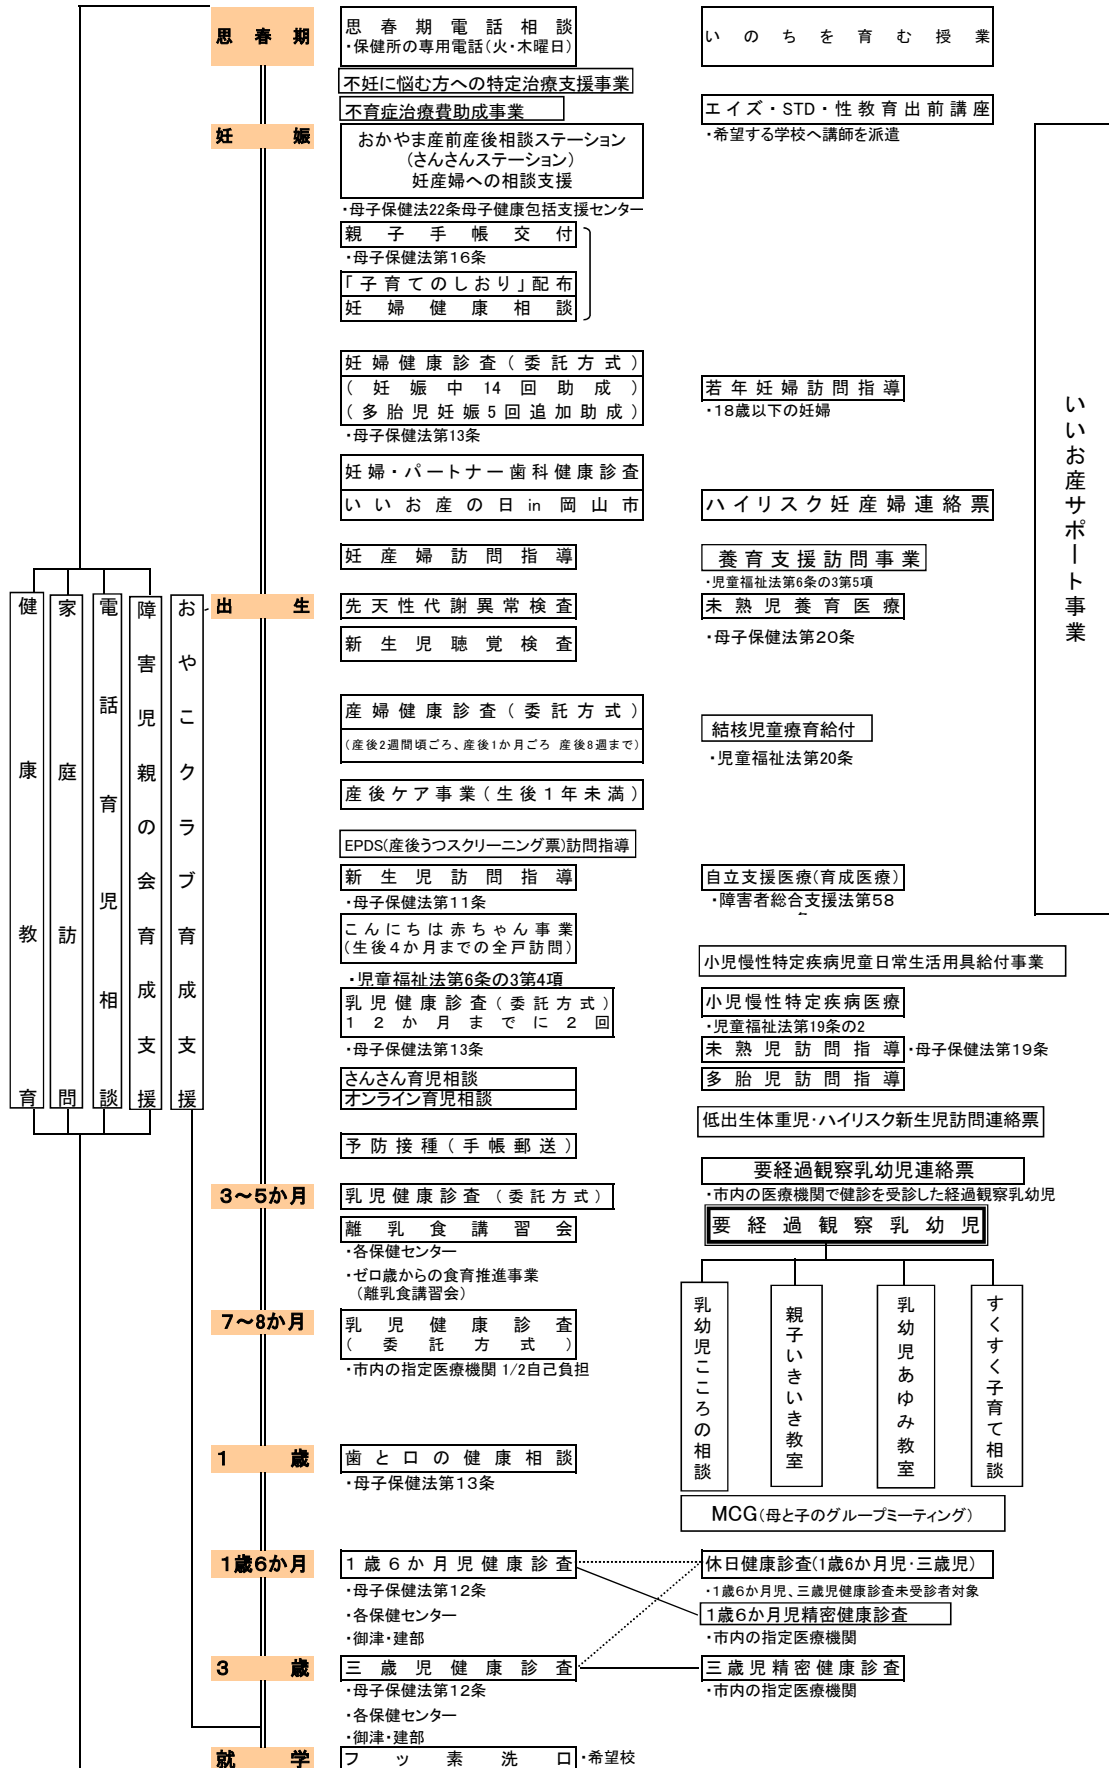 思春期
思春期電話相談
・保健所の専用電話(火・木曜日)
いのちを育む授業
不妊に悩む方への特定治療支援事業
不育症治療費助成事業
エイズ・STD・性教育出前講座
・希望する学校へ講師を派遣
妊娠
おかやま産前産後相談ステーション
(さんさんステーション)
妊産婦への相談支援
・母子保健法22条母子健康包括支援センター
親子手帳交付
・母子保健法第16条
「子育てのしおり」配布
妊婦健康相談
妊婦健康診査(委託方式)
(妊娠中14回助成)
(多胎児妊娠5回追加助成)
・母子保健法第13条
若年妊婦訪問指導
・18歳以下の妊婦
いいお産サポート事業
妊婦・パートナー歯科健康診査
いいお産の日in岡山市
ハイリスク妊産婦連絡票
妊産婦訪問指導
養育支援訪問事業
・児童福祉法第6条の3第5項
健康教育
家庭訪問
電話育児相談
障害児親の会育成支援
おやこクラブ育成支援
出生
先天性代謝異常検査
未熟児養育医療
・母子保健法第20条
新生児聴覚検査
産婦健康診査(委託方式)
(産後2週間頃ごろ、産後1か月ごろ 産後8週まで)
結核児童療育給付
・児童福祉法第20条
産後ケア事業(生後1年未満)
EPDS(産後うつスクリーニング票)訪問指導
新生児訪問指導
・母子保健法第11条
自立支援医療(育成医療)
・障害者総合支援法第58
こんにちは赤ちゃん事業
(生後4か月までの全戸訪問)
・児童福祉法第6条の3第4項
小児慢性特定疾病児童日常生活用具給付事業
乳児健康診査(委託方式)
12か月までに2回
・母子保健法第13条
小児慢性特定疾病医療
・児童福祉法第19条の2
未熟児訪問指導 ・母子保健法第19条
多胎児訪問指導
さんさん育児相談
オンライン育児相談
低出生体重児・ハイリスク新生児訪問連絡票
予防接種(手帳郵送)
要経過観察乳幼児連絡票
・市内の医療機関で健診を受診した経過観察乳幼児
3~5か月
乳児健康診査(委託方式)
要経過観察乳幼児
離乳食講習会
・各保健センター
・ゼロ歳からの食育推進事業
(離乳食講習会)
乳幼児こころの相談
親子いきいき教室
乳幼児あゆみ教室
すくすく子育て相談
7~8か月
乳児健康診査
(委託方式)
・市内の指定医療機関 1/2自己負担
1歳
歯と口の健康相談
・母子保健法第13条
MCG(母と子のグループミーティング)
1歳6か月
1歳6か月児健康診査
・母子保健法第12条
・各保健センター
・御津・建部
休日健康診査(1歳6か月児・三歳児)
・1歳6か月児、三歳児健康診査未受診者対象
1歳6か月児精密健康診査
・市内の指定医療機関
3歳
三歳児健康診査
・母子保健法第12条
・各保健センター
・御津・建部
三歳児精密健康診査
・市内の指定医療機関
就学
フッ素洗口 ・希望校